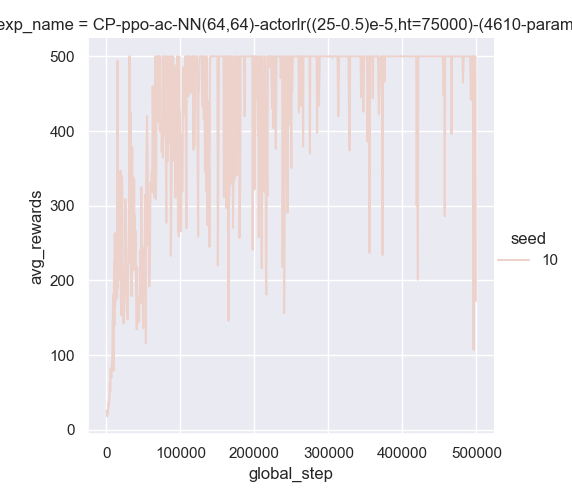 exp_name = CP-ppo-ac-NN(64,64)-actorlr((25-0.5)e-5,ht=75000)-(4610-param
500
400
300
200
100
0
avg_rewards
0 100000 200000 300000 400000 500000
global_step
seed
10